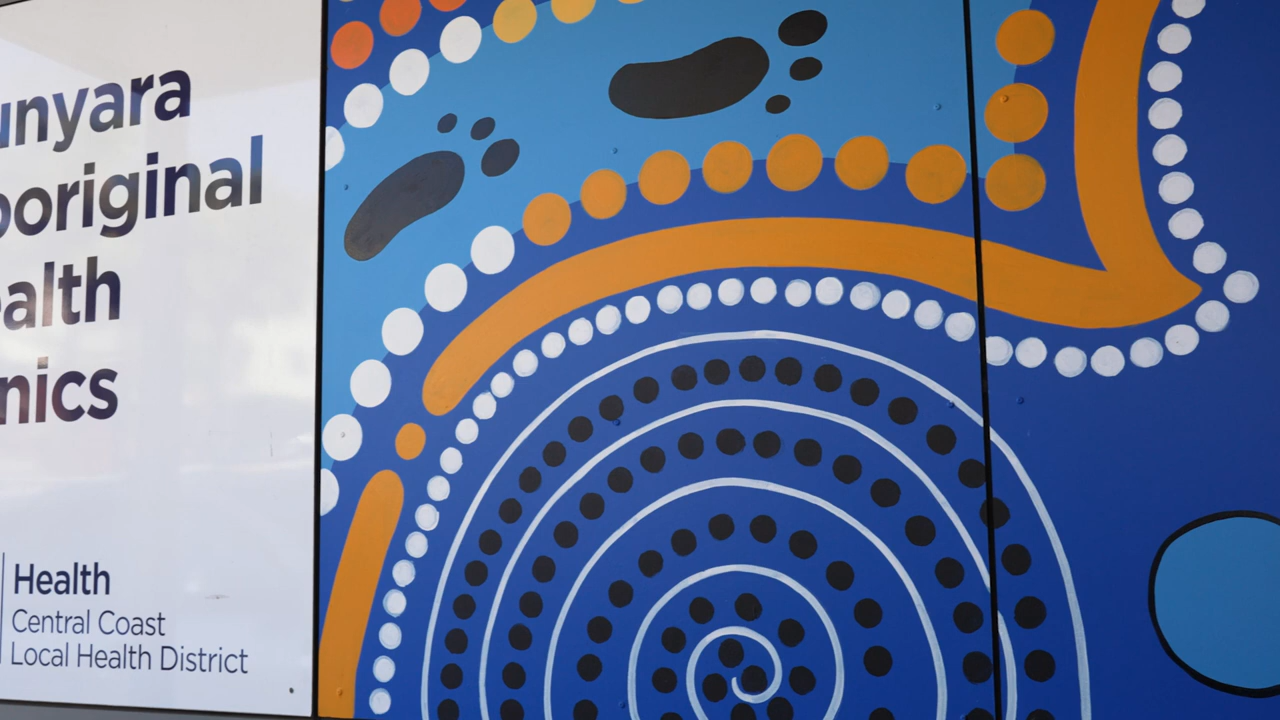 unyara
boriginal
ealth
nics
Health
Central Coast
Local Health District